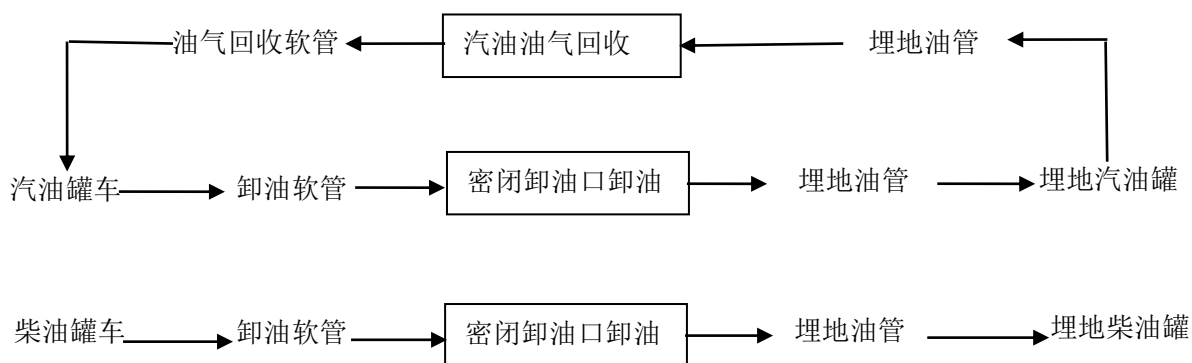 油气回收软管 汽油油气回收 埋地油管
汽油罐车 卸油软管 密闭卸油口卸油 埋地油管 埋地汽油罐
柴油罐车 卸油软管 密闭卸油口卸油 埋地油管 埋地柴油罐